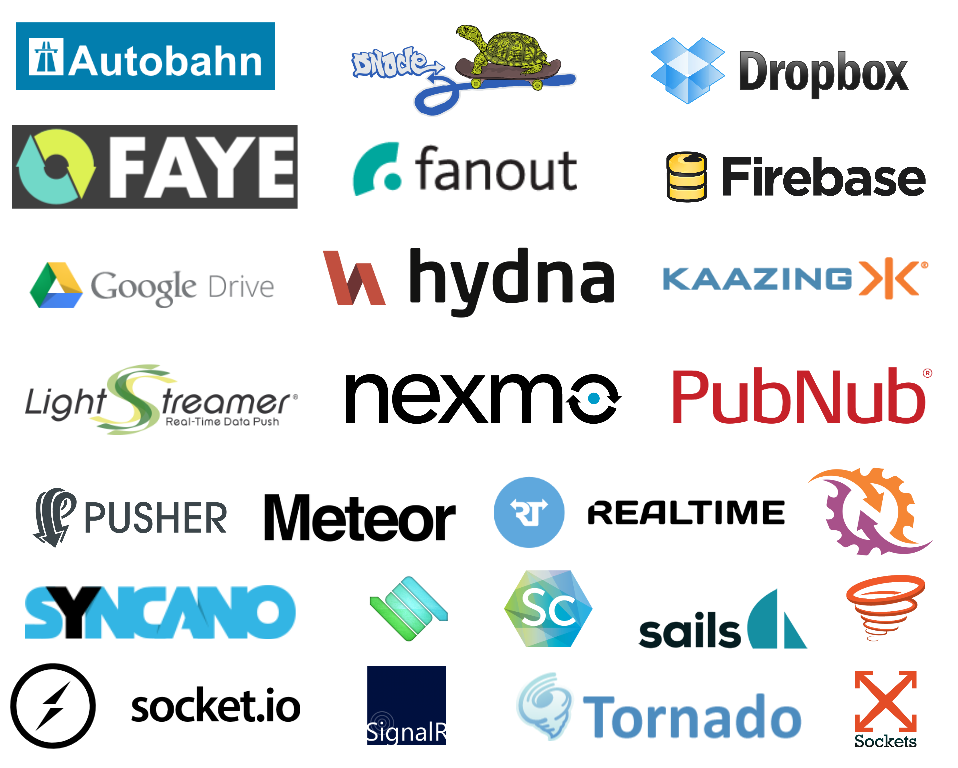 Autobahn
DNode
Dropbox
FAYE
fanout
Firebase
Google Drive
hydna
KAAZING ®
LightStreamer®
Real-Time Data Push
nexmo
PubNub®
PUSHER
Meteor
RT REALTIME
N
SYNCANO
Sc
sails
socket.io
SignalR
Tornado
Sockets